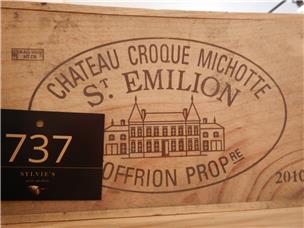 CHATEAU CROQUE MICHOTTE
ST. EMILION
OFFRION PROPRE
2010
737
SYLVIE'S